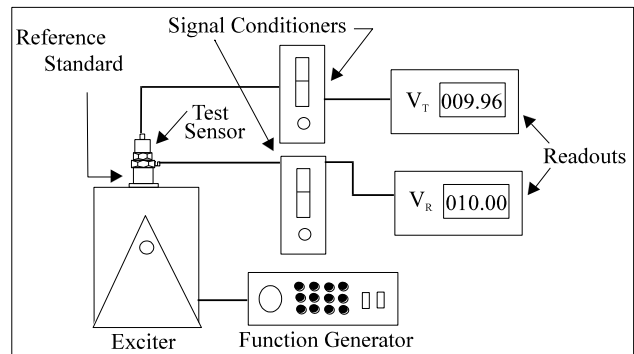 Signal Conditioners
Reference
Standard
Test
Sensor
V_T 009.96
Readouts
V_R 010.00
Exciter
Function Generator